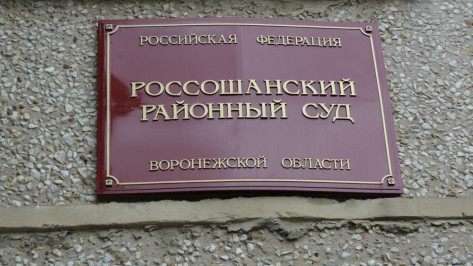 РОССИЙСКАЯ ФЕДЕРАЦИЯ
РОССОШАНСКИЙ
РАЙОННЫЙ СУД
ВОРОНЕЖСКОЙ ОБЛАСТИ